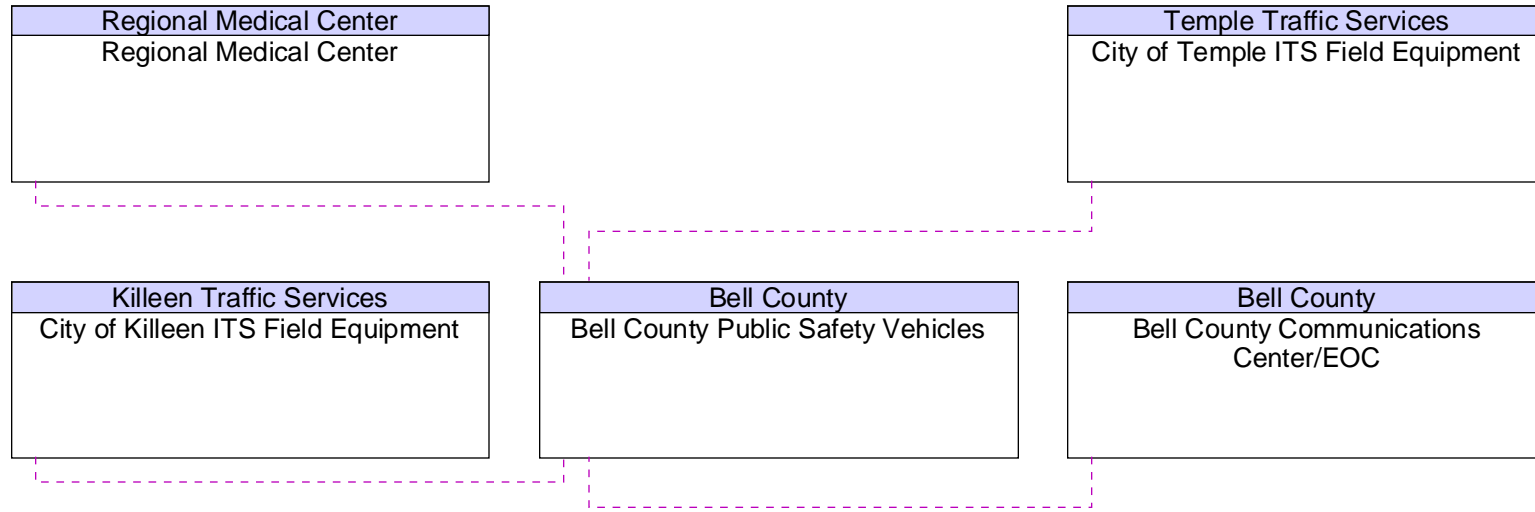 Regional Medical Center
Regional Medical Center
Temple Traffic Services
City of Temple ITS Field Equipment
Killeen Traffic Services
City of Killeen ITS Field Equipment
Bell County
Bell County Public Safety Vehicles
Bell County
Bell County Communications
Center/EOC